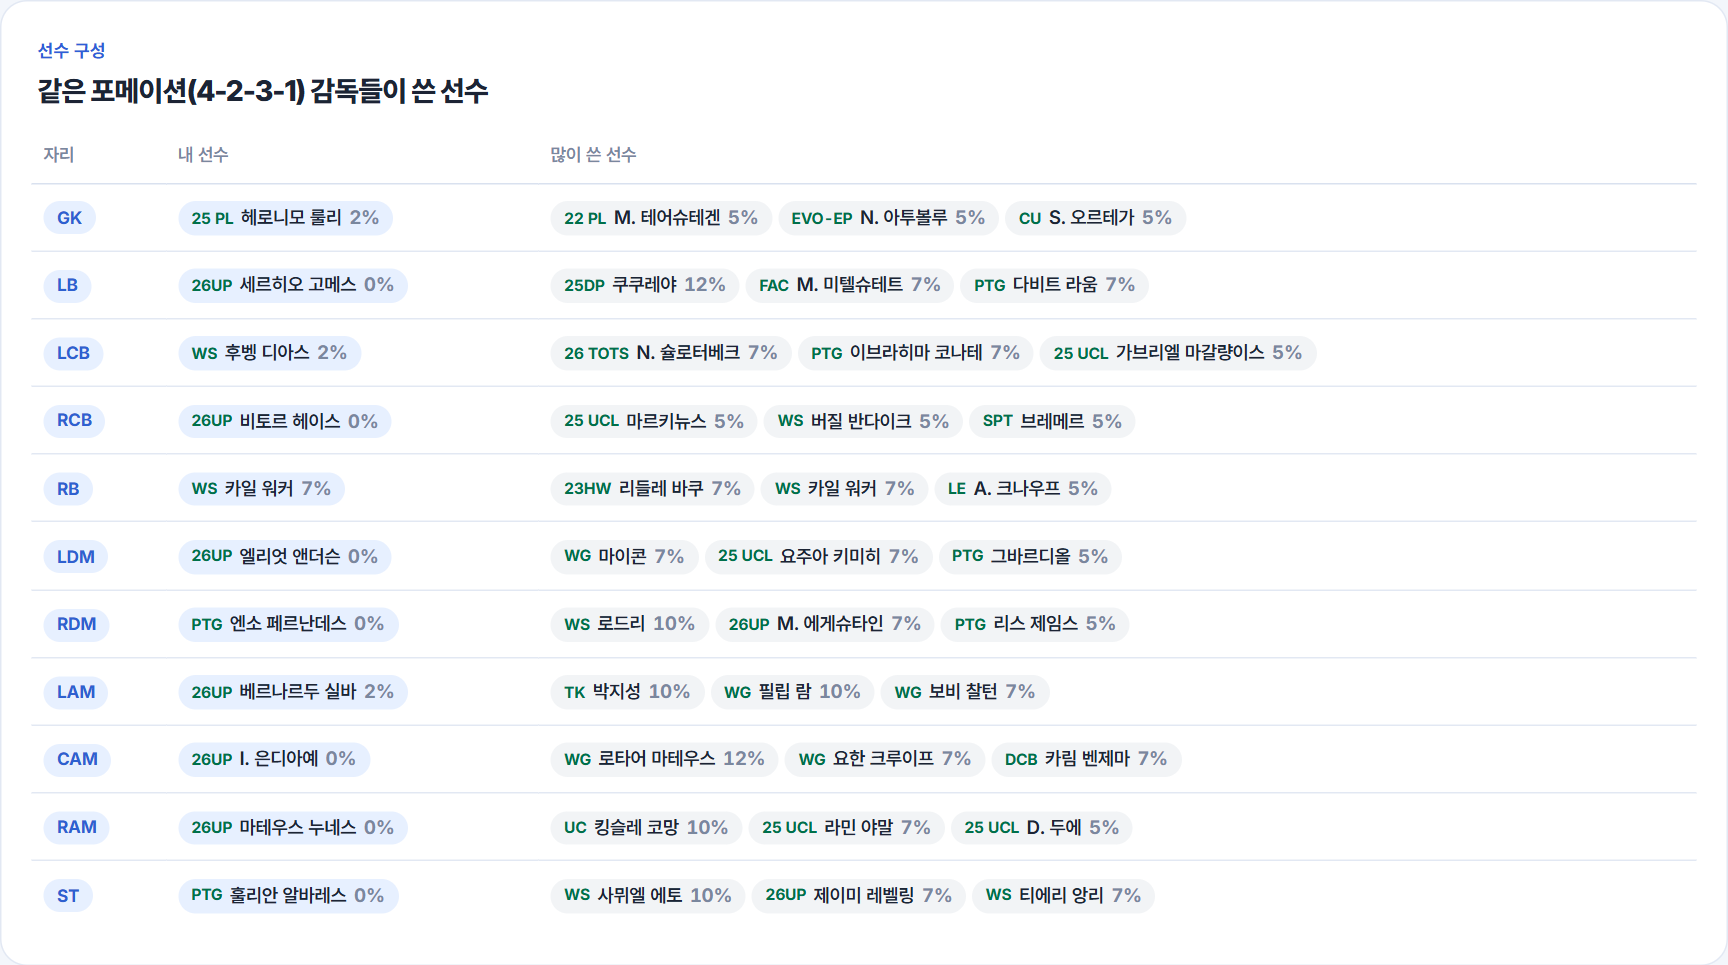 선수 구성
같은 포메이션(4-2-3-1) 감독들이 쓴 선수
자리 내 선수 많이 쓴 선수
GK 25 PL 헤로니모 룰리 2% 22 PL M. 테어슈테겐 5% EVO-EP N. 아투볼루 5% CU S. 오르테가 5%
LB 26UP 세르히오 고메스 0% 25DP 쿠쿠레야 12% FAC M. 미텔슈테트 7% PTG 다비트 라움 7%
LCB WS 후벵 디아스 2% 26 TOTS N. 슐로터베크 7% PTG 이브라히마 코나테 7% 25 UCL 가브리엘 마갈량이스 5%
RCB 26UP 비토르 헤이스 0% 25 UCL 마르키뉴스 5% WS 버질 반다이크 5% SPT 브레메르 5%
RB WS 카일 워커 7% 23HW 리들레 바쿠 7% WS 카일 워커 7% LE A. 크나우프 5%
LDM 26UP 엘리엇 앤더슨 0% WG 마이콘 7% 25 UCL 요주아 키미히 7% PTG 그바르디올 5%
RDM PTG 엔소 페르난데스 0% WS 로드리 10% 26UP M. 에게슈타인 7% PTG 리스 제임스 5%
LAM 26UP 베르나르두 실바 2% TK 박지성 10% WG 필립 람 10% WG 보비 찰턴 7%
CAM 26UP I. 은디아예 0% WG 로타어 마테우스 12% WG 요한 크루이프 7% DCB 카림 벤제마 7%
RAM 26UP 마테우스 누네스 0% UC 킹슬레 코망 10% 25 UCL 라민 야말 7% 25 UCL D. 두에 5%
ST PTG 훌리안 알바레스 0% WS 사뮈엘 에토 10% 26UP 제이미 레벨링 7% WS 티에리 앙리 7%